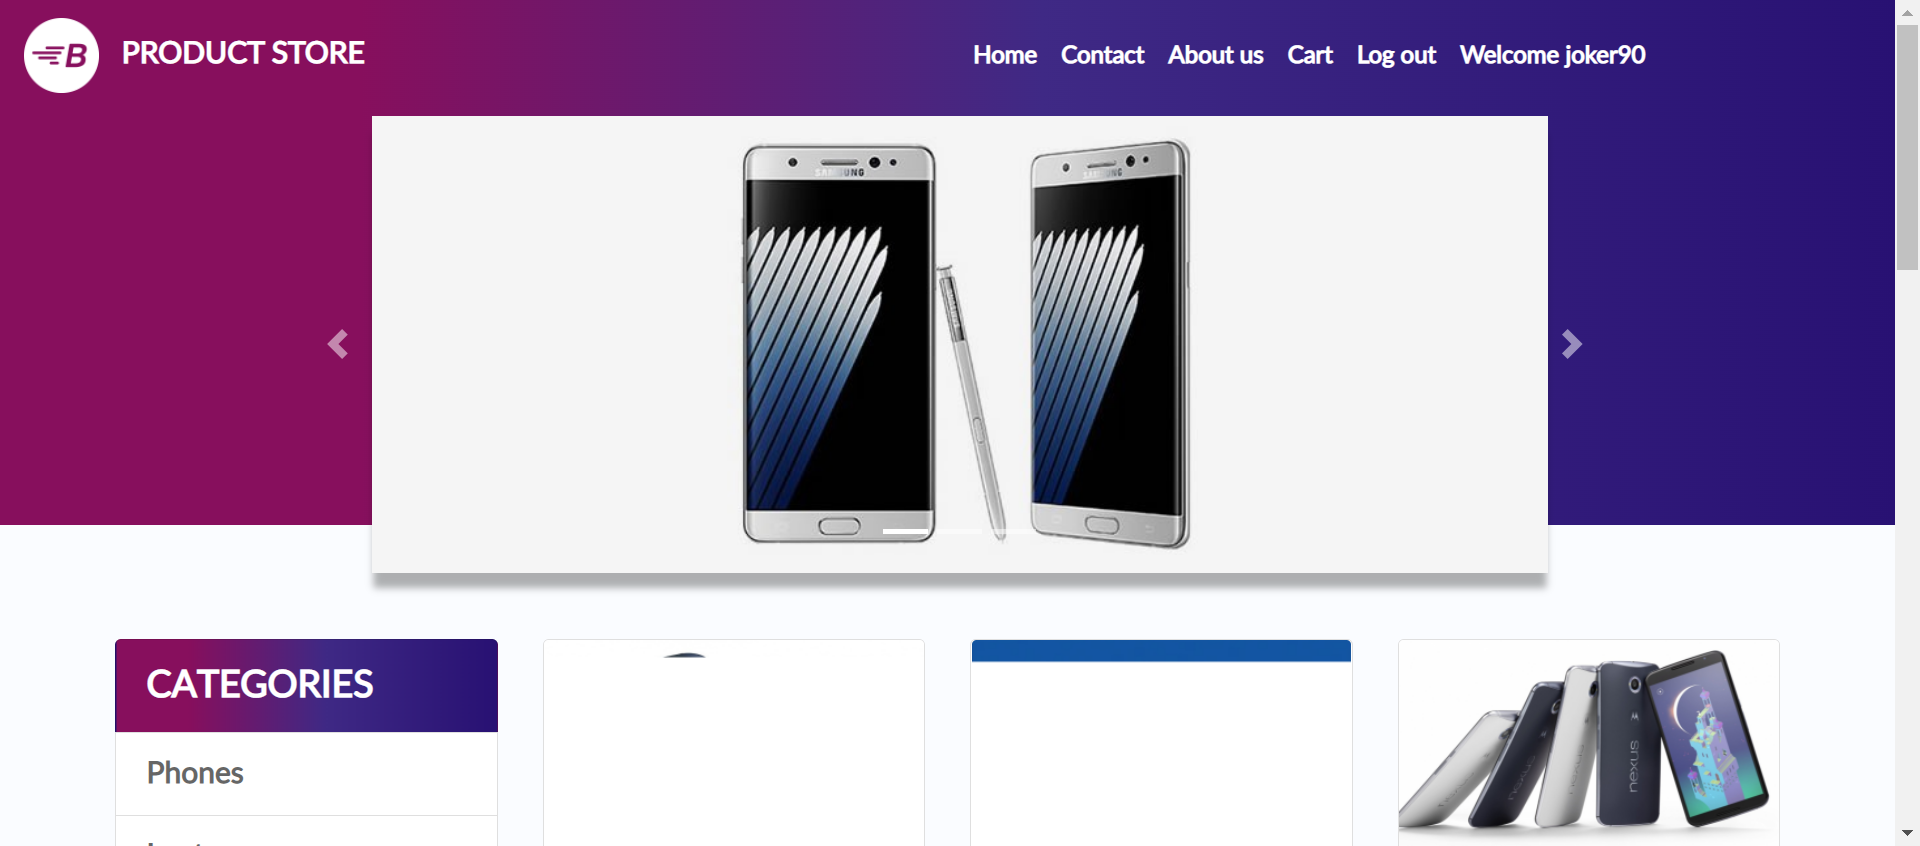 B PRODUCT STORE
Home Contact About us Cart Log out Welcome joker90
SAMSUNG SAMSUNG
CATEGORIES
Phones
nexus